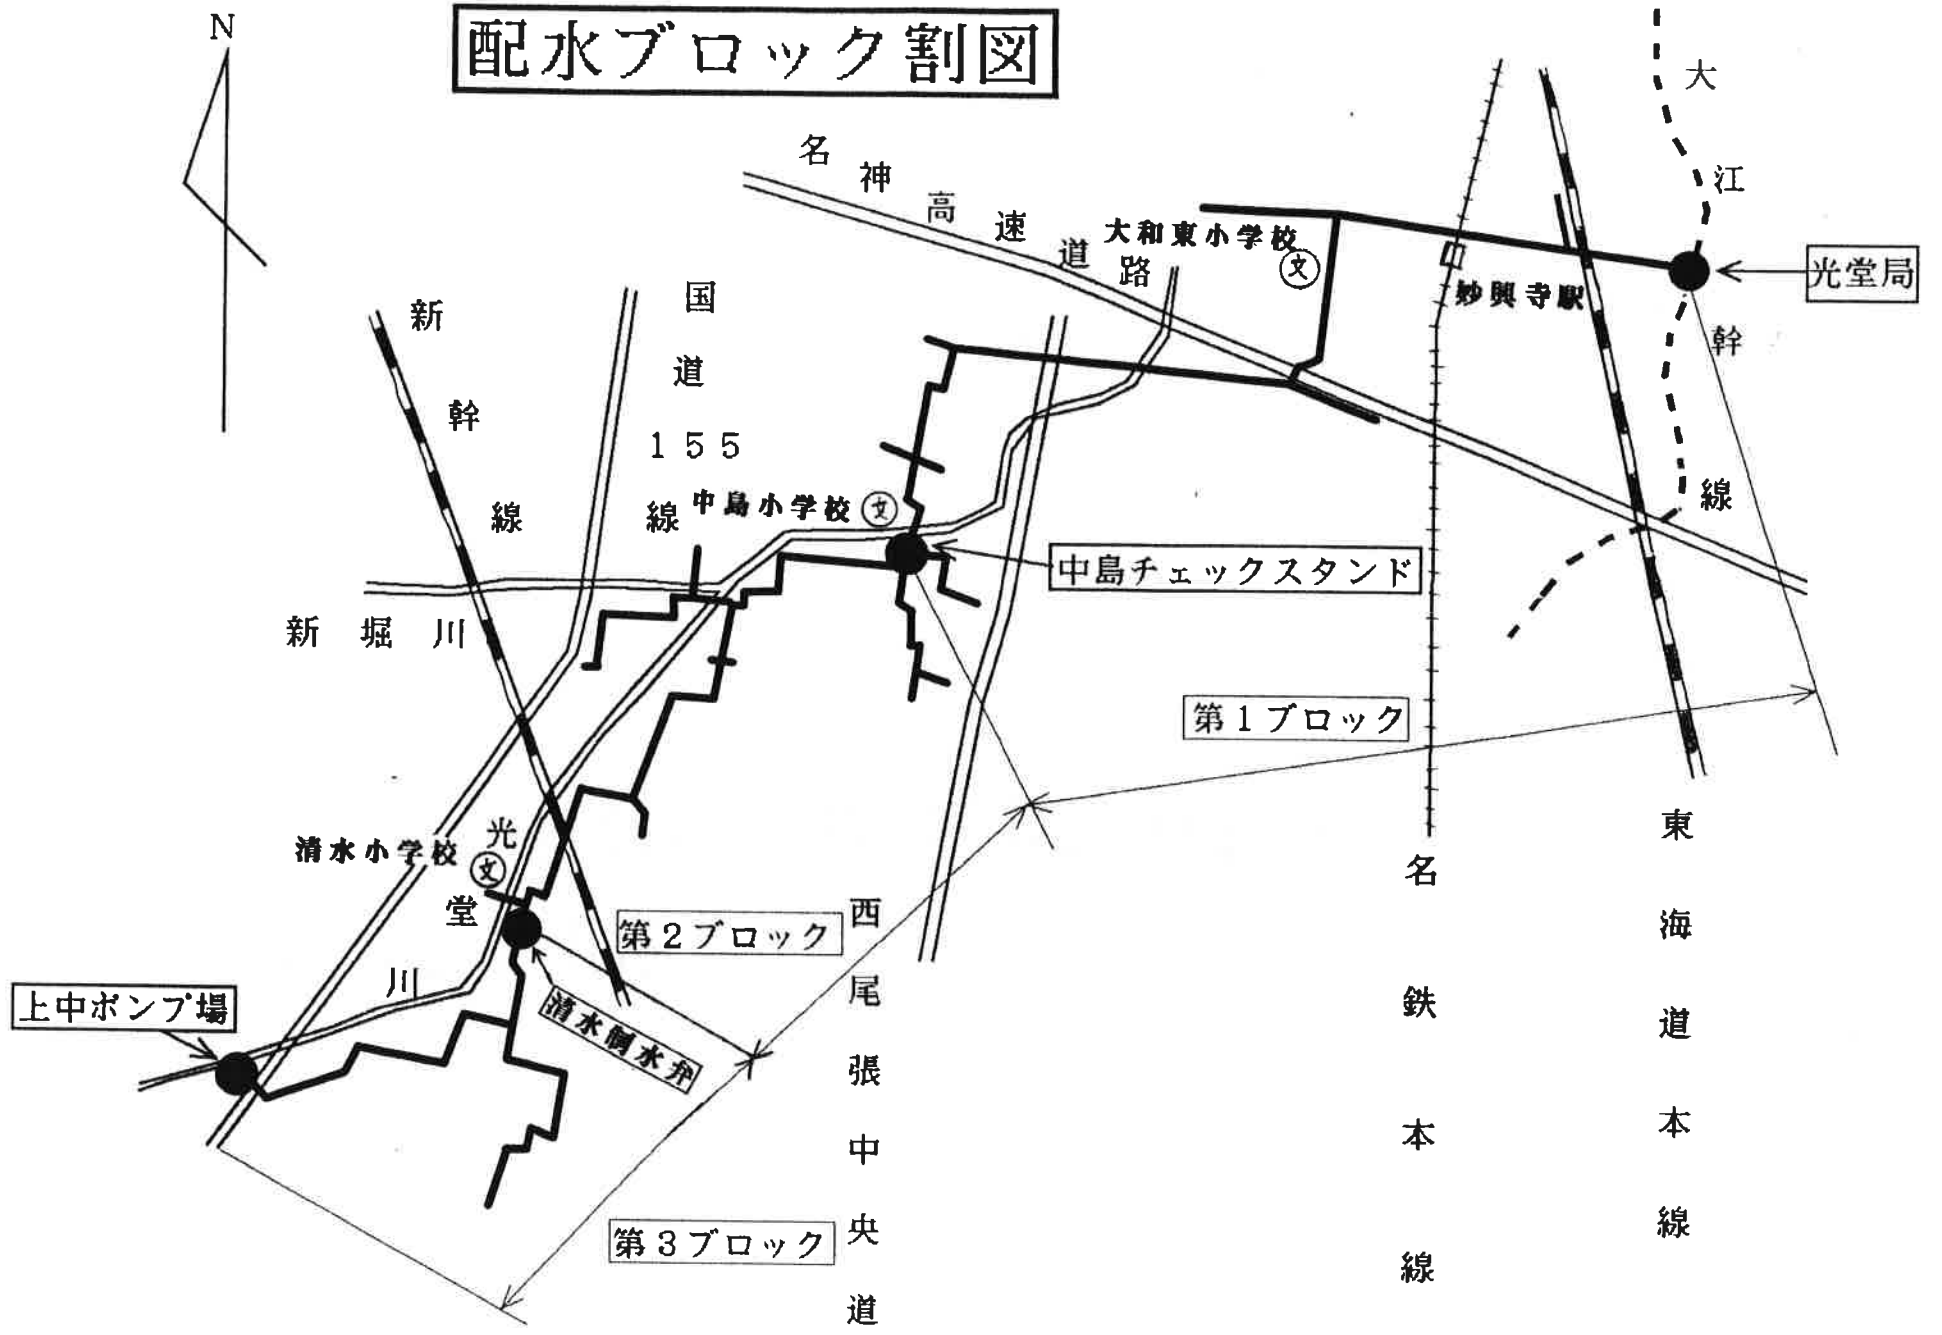 配水ブロック割図
N
名神高速道路
大江幹線
大和東小学校
文
妙興寺駅
光堂局
新幹線
国道155線
中島小学校
文
中島チェックスタンド
新堀川
第1ブロック
清水小学校
文
光堂川
第2ブロック
清水制水弁
上中ポンプ場
第3ブロック
西尾張中央道
名鉄本線
東海道本線